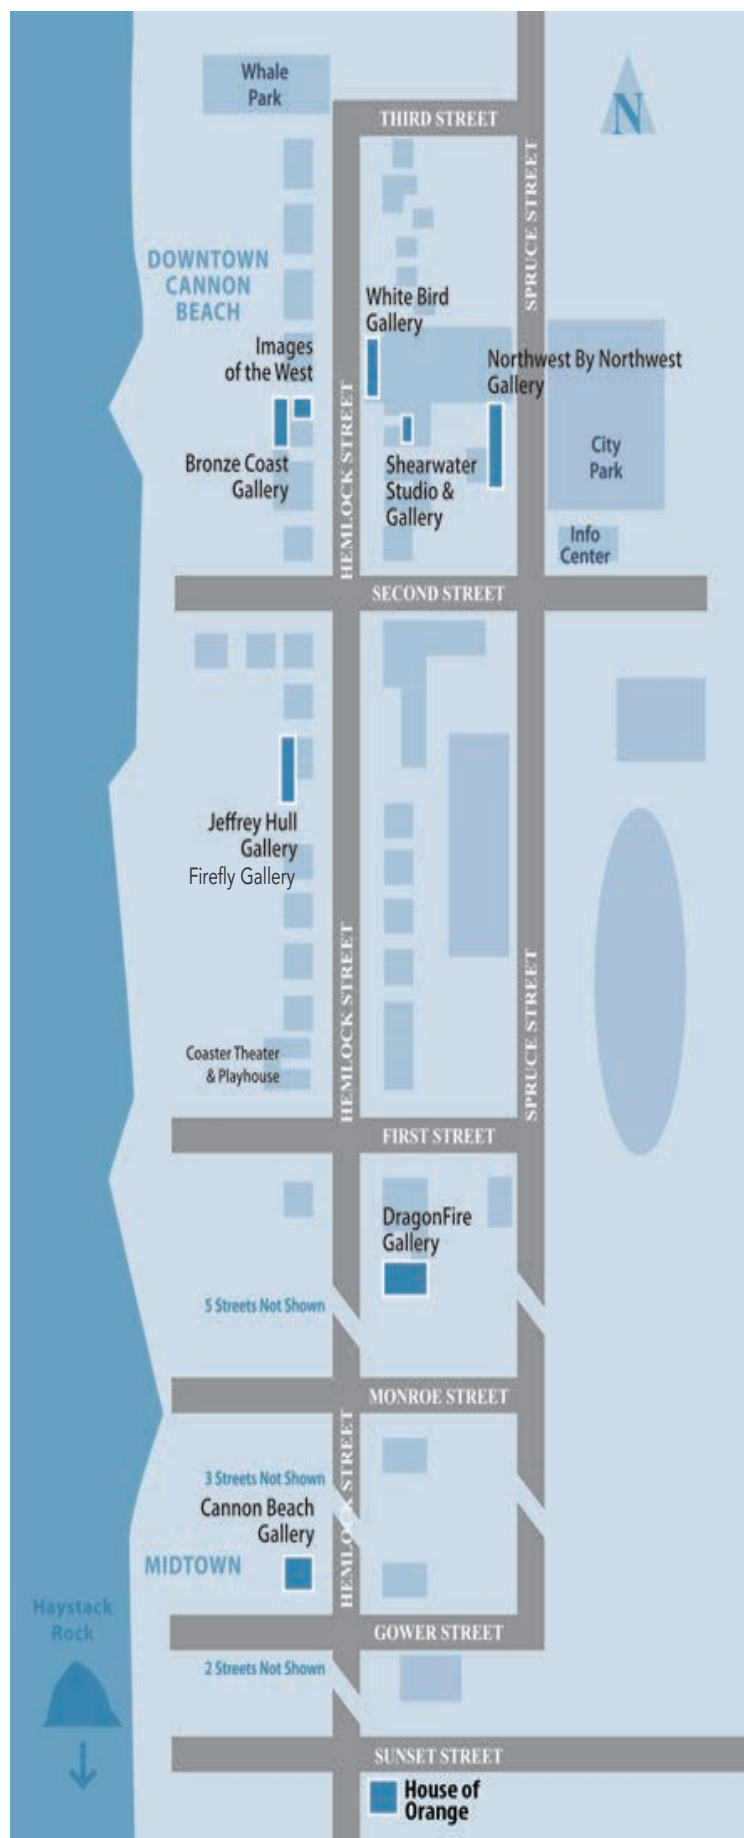 Whale
Park
THIRD STREET
N
SPRUCE STREET
DOWNTOWN
CANNON
BEACH
White Bird
Gallery
Images
of the West
Northwest By Northwest
Gallery
HEMLOCK STREET
City
Park
Bronze Coast
Gallery
Shearwater
Studio &
Gallery
Info
Center
SECOND STREET
Jeffrey Hull
Gallery
Firefly Gallery
HEMLOCK STREET
SPRUCE STREET
Coaster Theater
& Playhouse
FIRST STREET
DragonFire
Gallery
5 Streets Not Shown
MONROE STREET
HEMLOCK STREET
3 Streets Not Shown
Cannon Beach
Gallery
MIDTOWN
Haystack
Rock
GOWER STREET
2 Streets Not Shown
SUNSET STREET
House of
Orange